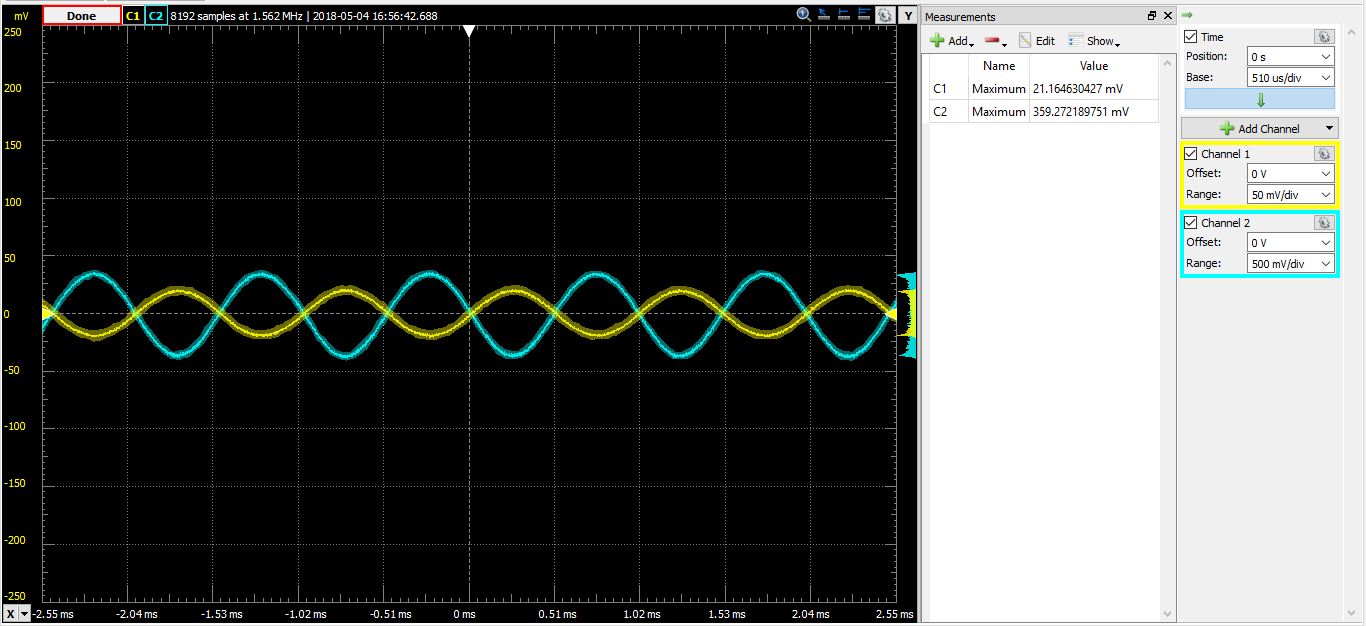 mV Done C1 C2 8192 samples at 1.562 MHz | 2018-05-04 16:56:42.688 Y
250
200
150
100
50
0
-50
-100
-150
-200
-250
X -2.55 ms -2.04 ms -1.53 ms -1.02 ms -0.51 ms 0 ms 0.51 ms 1.02 ms 1.53 ms 2.04 ms 2.55 ms
Measurements
Add Edit Show
Name Value
C1 Maximum 21.164630427 mV
C2 Maximum 359.272189751 mV
Time
Position: 0 s
Base: 510 us/div
Add Channel
Channel 1
Offset: 0 V
Range: 50 mV/div
Channel 2
Offset: 0 V
Range: 500 mV/div